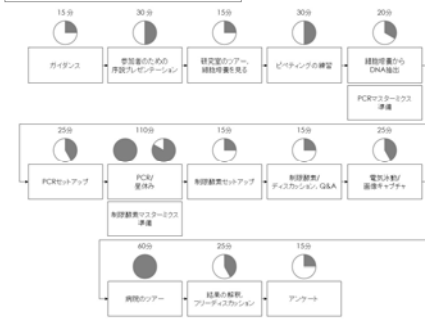 15分
30分
15分
30分
20分
ガイダンス
参加者のための
序説プレゼンテーション
研究室のツアー、
細胞培養を見る
ピペティングの練習
細胞培養から
DNA抽出
PCRマスターミクス
準備
25分
110分
15分
15分
25分
PCRセットアップ
PCR/
昼休み
制限酵素セットアップ
制限酵素/
ディスカッション、Q&A
電気泳動/
画像キャプチャ
制限酵素マスターミクス
準備
60分
25分
15分
病院のツアー
結果の解釈,
フリーディスカッション
アンケート